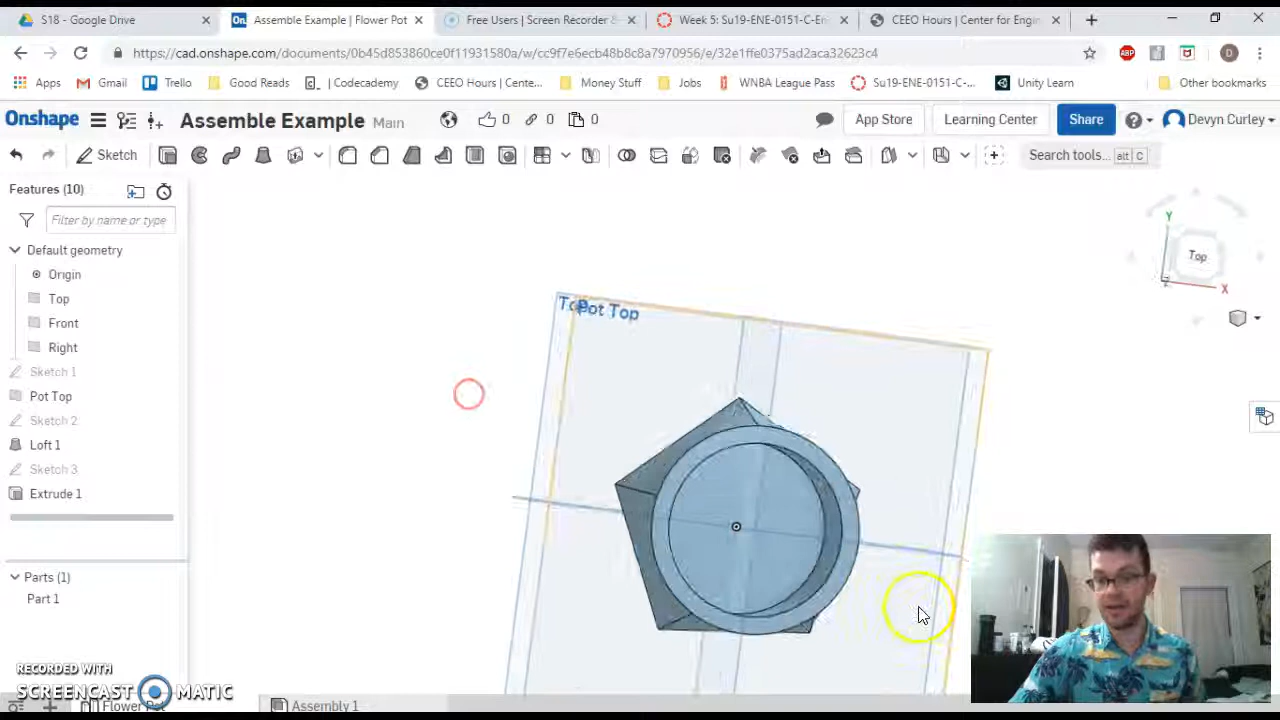 S18 - Google Drive
Assemble Example | Flower Pot
Free Users | Screen Recorder &
Week 5: Su19-ENE-0151-C-En
CEEO Hours | Center for Engin
https://cad.onshape.com/documents/0b45d853860ce0f11931580a/w/cc9f7e6ecb48b8c8a7970956/e/32e1ffe0375ad2aca32623c4
ABP
D
Apps
Gmail
Trello
Good Reads
| Codecademy
CEEO Hours | Cente...
Money Stuff
Jobs
WNBA League Pass
Su19-ENE-0151-C-...
Unity Learn
Other bookmarks
Onshape
Assemble Example Main
0
0
0
App Store
Learning Center
Share
Devyn Curley
Sketch
Search tools... alt C
Features (10)
Filter by name or type
Default geometry
Origin
Top
Front
Right
Sketch 1
Pot Top
Sketch 2
Loft 1
Sketch 3
Extrude 1
Parts (1)
Part 1
Pot Top
Y
Top
Z
X
RECORDED WITH
SCREENCAST MATIC
Assembly 1